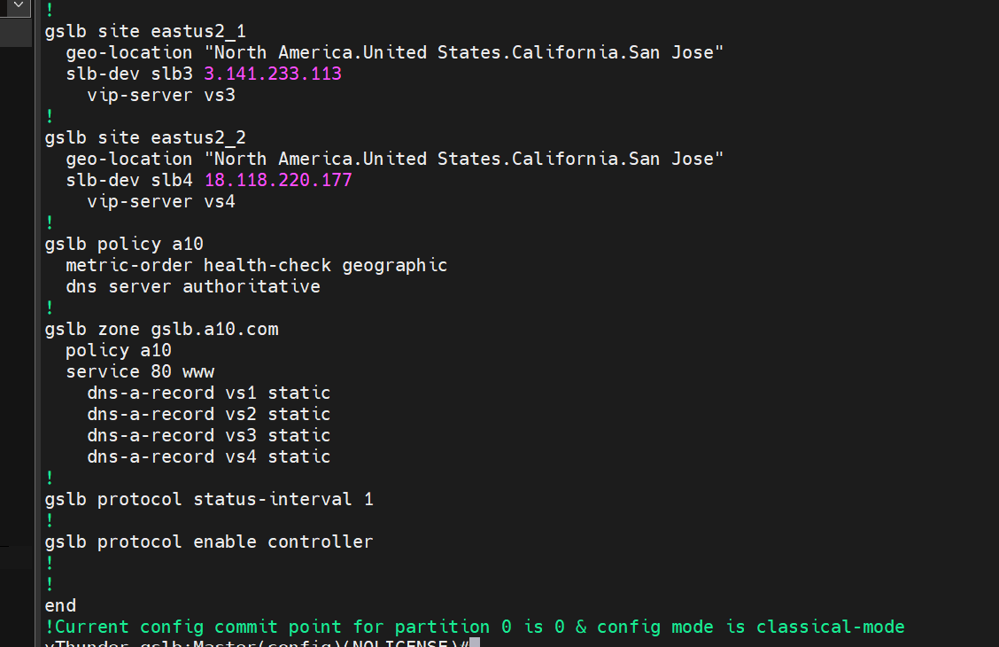 !
gslb site eastus2_1
  geo-location "North America.United States.California.San Jose"
  slb-dev slb3 3.141.233.113
    vip-server vs3
!
gslb site eastus2_2
  geo-location "North America.United States.California.San Jose"
  slb-dev slb4 18.118.220.177
    vip-server vs4
!
gslb policy a10
  metric-order health-check geographic
  dns server authoritative
!
gslb zone gslb.a10.com
  policy a10
  service 80 www
    dns-a-record vs1 static
    dns-a-record vs2 static
    dns-a-record vs3 static
    dns-a-record vs4 static
!
gslb protocol status-interval 1
!
gslb protocol enable controller
!
!
end
!Current config commit point for partition 0 is 0 & config mode is classical-mode
vThunder-gslb:Master(config)(NOLICENSE)#